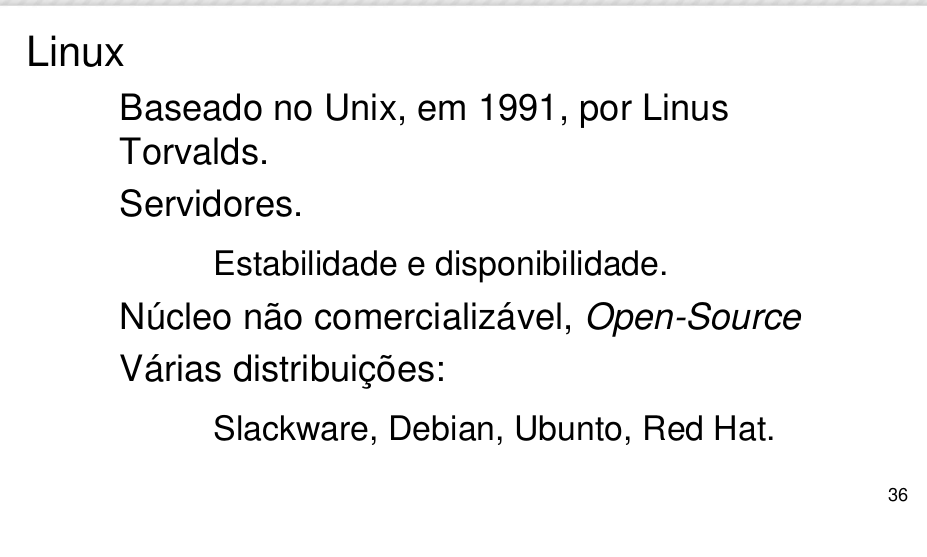 Linux
Baseado no Unix, em 1991, por Linus
Torvalds.
Servidores.
Estabilidade e disponibilidade.
Núcleo não comercializável, Open-Source
Várias distribuições:
Slackware, Debian, Ubunto, Red Hat.
36